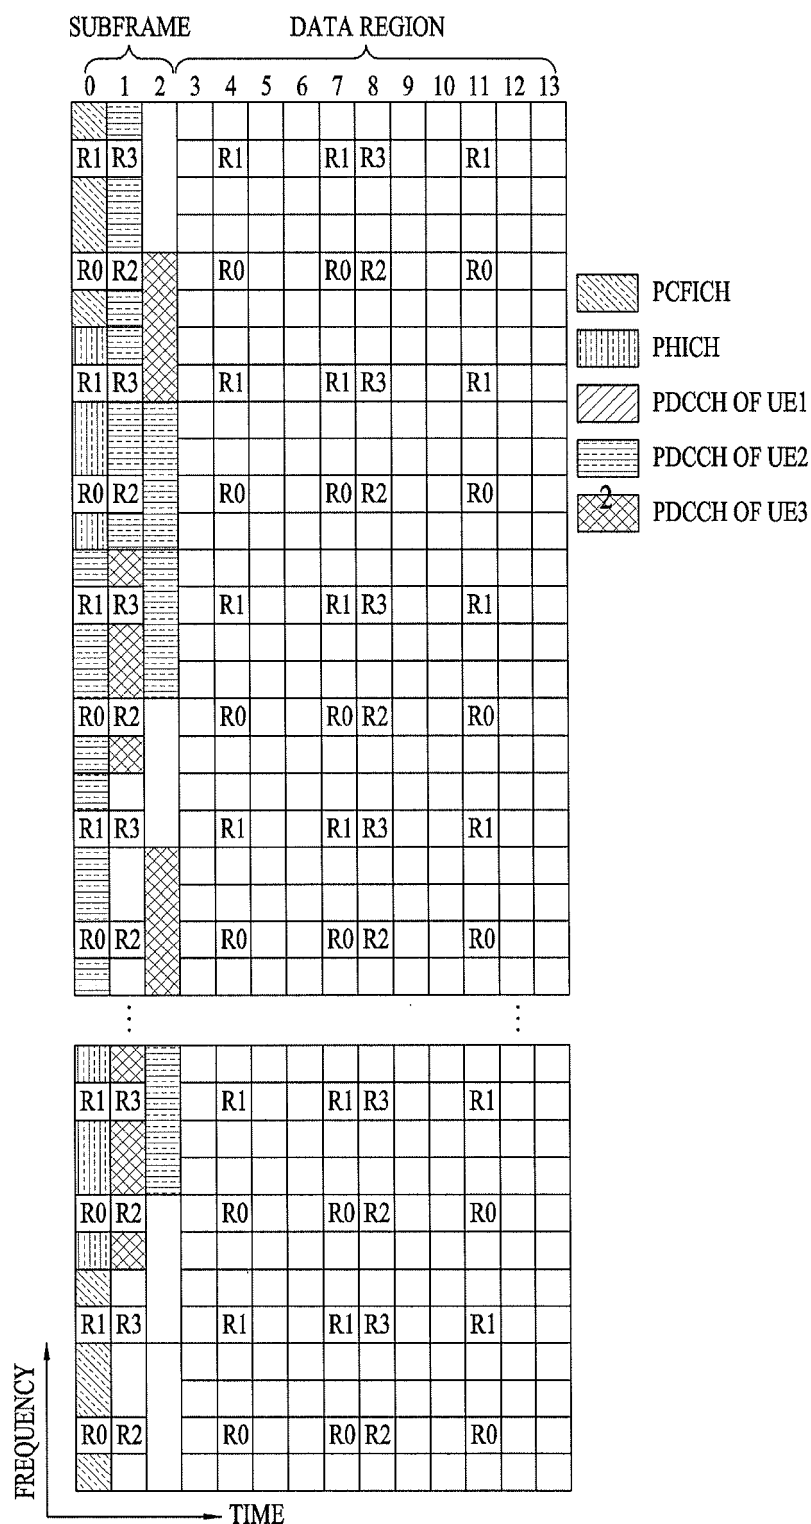 SUBFRAME DATA REGION
0 1 2 3 4 5 6 7 8 9 10 11 12 13
R1 R3 R1 R1 R3 R1
R0 R2 R0 R0 R2 R0
PCFICH
PHICH
R1 R3 R1 R1 R3 R1
PDCCH OF UE1
PDCCH OF UE2
R0 R2 R0 R0 R2 R0
2
PDCCH OF UE3
R1 R3 R1 R1 R3 R1
R0 R2 R0 R0 R2 R0
R1 R3 R1 R1 R3 R1
R0 R2 R0 R0 R2 R0
R1 R3 R1 R1 R3 R1
R0 R2 R0 R0 R2 R0
R1 R3 R1 R1 R3 R1
R0 R2 R0 R0 R2 R0
FREQUENCY
TIME